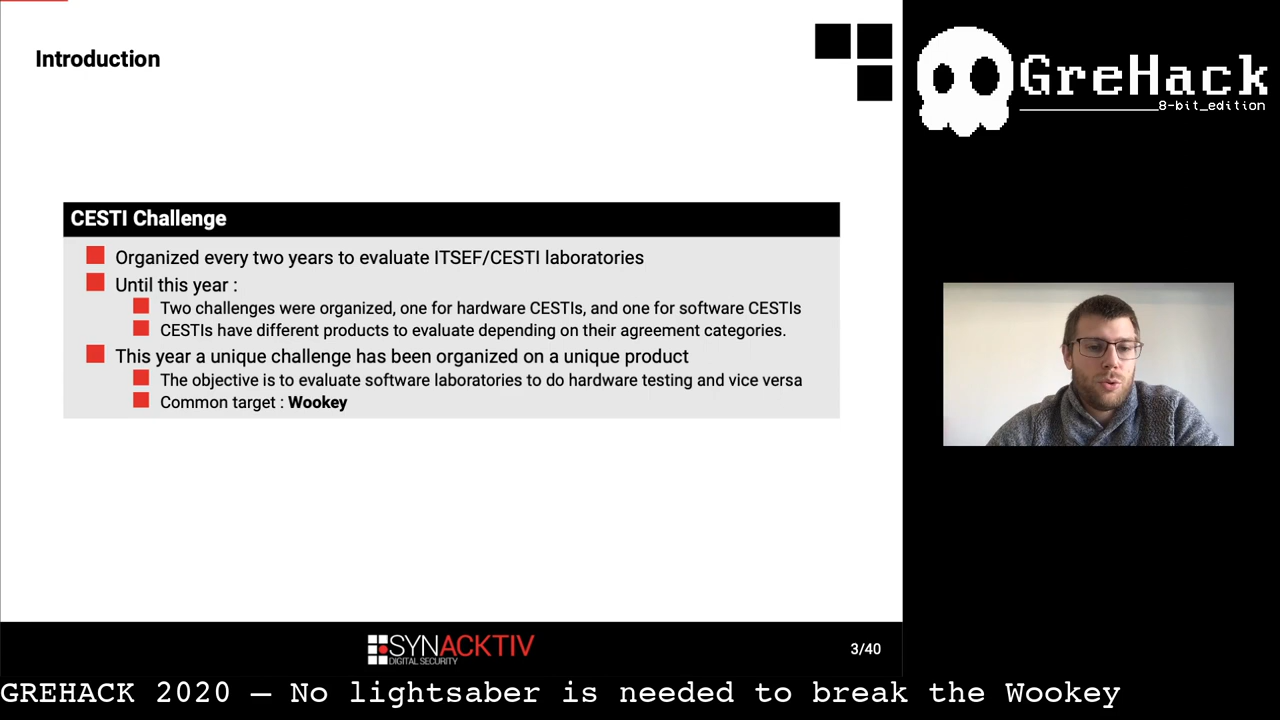 Introduction
GreHack
8-bit_edition
CESTI Challenge
Organized every two years to evaluate ITSEF/CESTI laboratories
Until this year :
Two challenges were organized, one for hardware CESTIs, and one for software CESTIs
CESTIs have different products to evaluate depending on their agreement categories.
This year a unique challenge has been organized on a unique product
The objective is to evaluate software laboratories to do hardware testing and vice versa
Common target : Wookey
SYNACKTIV
DIGITAL SECURITY
3/40
GREHACK 2020 – No lightsaber is needed to break the Wookey